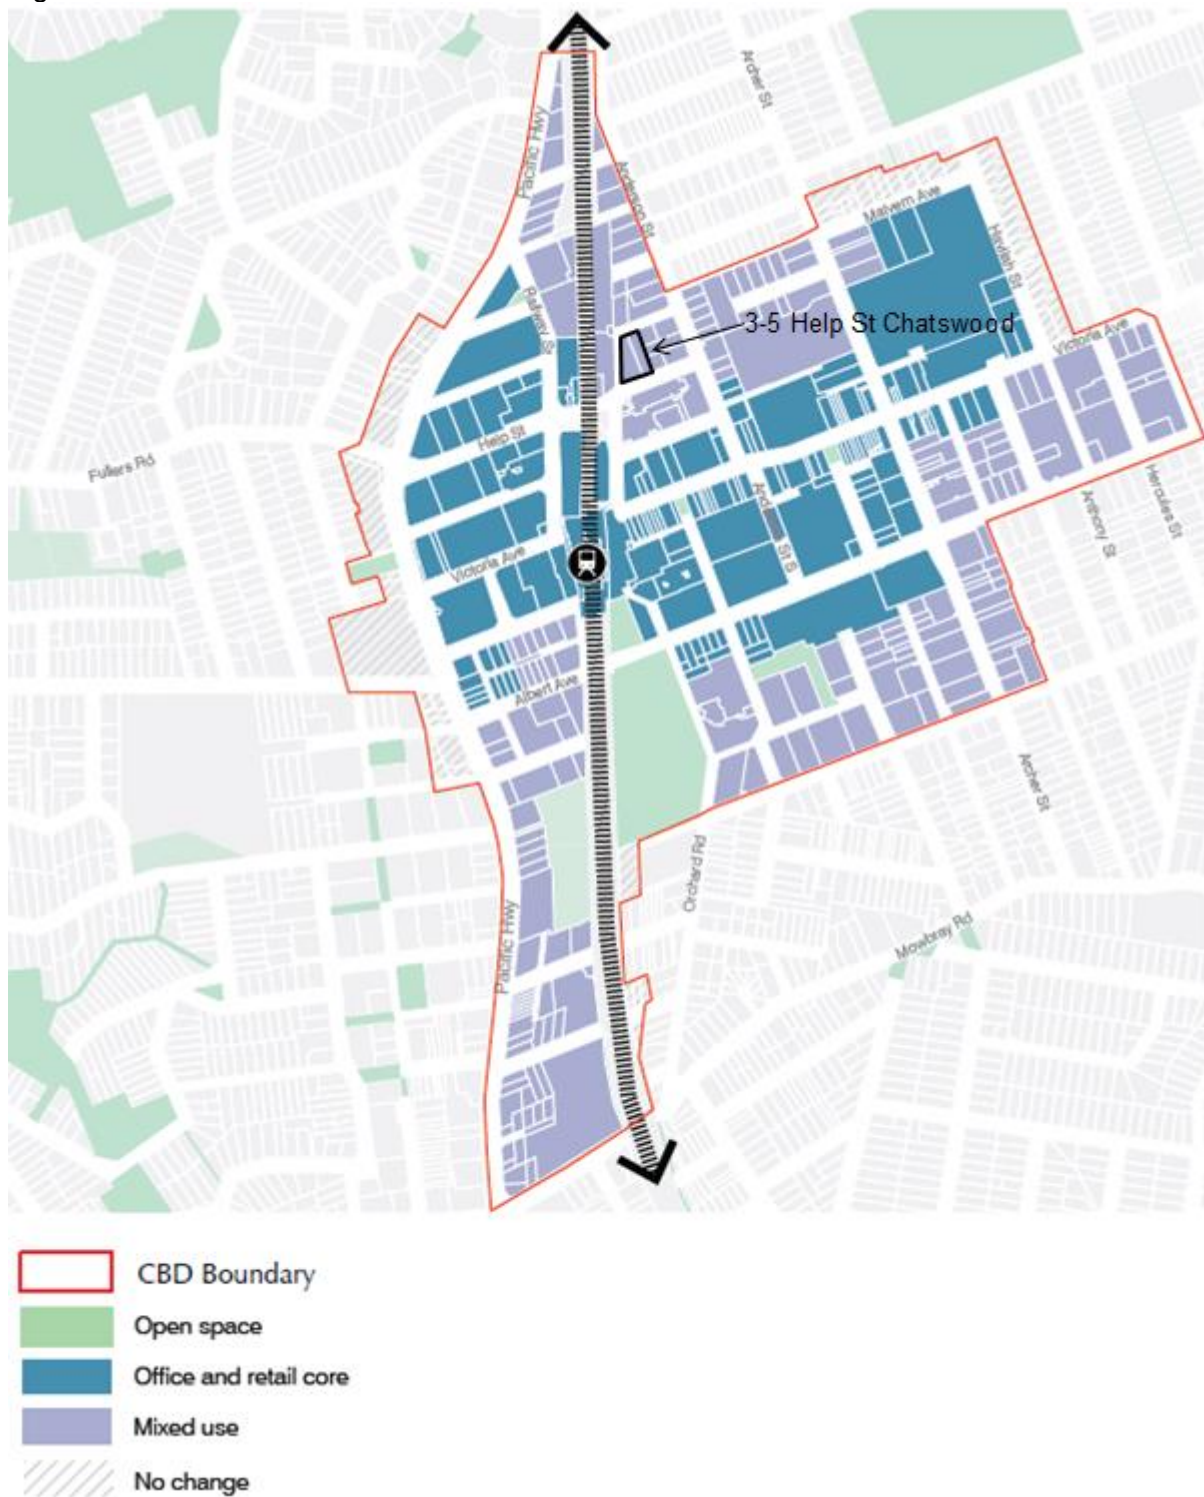 Archer St
Pacific Hwy
Anderson St
Malvern Ave
Havilah St
Railway St
3-5 Help St Chatswood
Victoria Ave
Help St
Fullers Rd
Hercules St
Anthony St
Victoria Ave
Albert Ave
Archer St
Orchard Rd
Pacific Hwy
Mowbray Rd
CBD Boundary
Open space
Office and retail core
Mixed use
No change